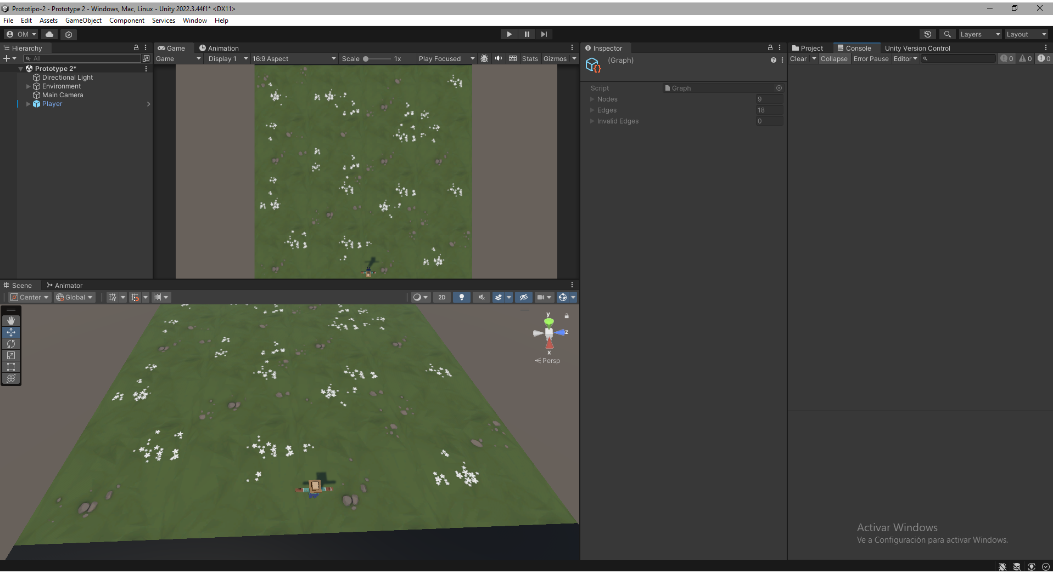 Prototipo-2 - Prototype 2 - Windows, Mac, Linux - Unity 2022.3.44f1* <DX11>
File Edit Assets GameObject Component Services Window Help
GM Layers Layout
Hierarchy Game Animation Inspector Project Console Unity Version Control
All Game Display 1 16:9 Aspect Scale 1x Play Focused Stats Gizmos (Graph) Clear Collapse Error Pause Editor 0 0 0
Prototype 2*
Directional Light
Environment
Main Camera
Player
Script Graph
Nodes 9
Edges 18
Invalid Edges 0
Scene Animator
Center Global 2D
y
z
x
Persp
Activar Windows
Ve a Configuración para activar Windows.